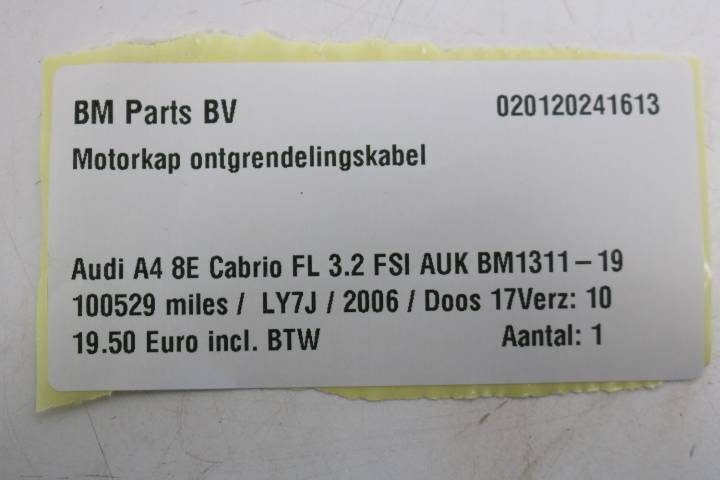 BM Parts BV 020120241613
Motorkap ontgrendelingskabel
Audi A4 8E Cabrio FL 3.2 FSI AUK BM1311-19
100529 miles / LY7J / 2006 / Doos 17Verz: 10
19.50 Euro incl. BTW Aantal: 1